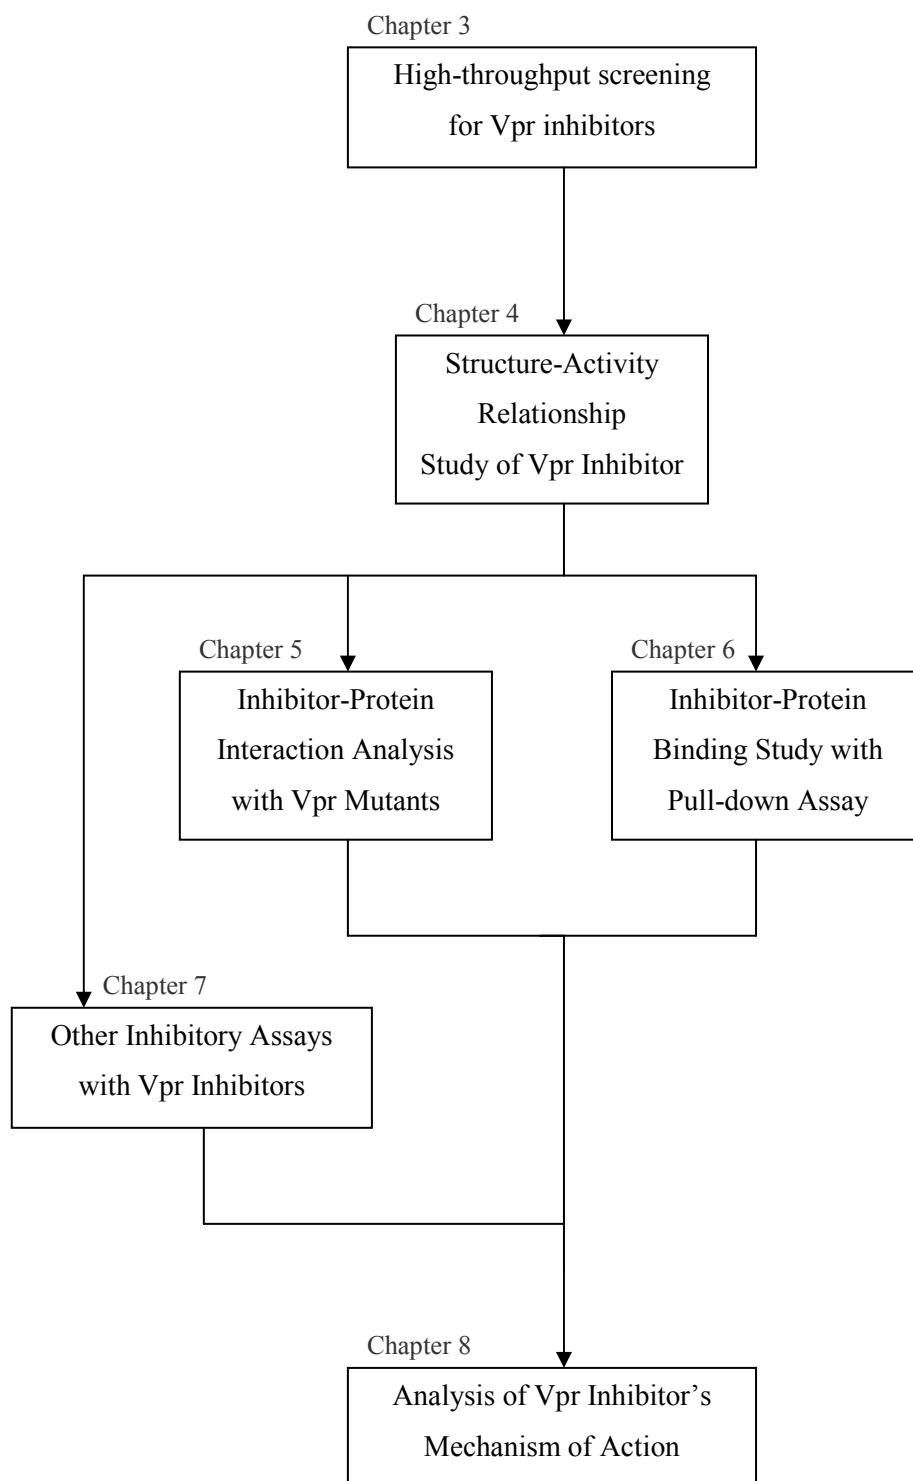 Chapter 3
High-throughput screening
for Vpr inhibitors
Chapter 4
Structure-Activity
Relationship
Study of Vpr Inhibitor
Chapter 5
Inhibitor-Protein
Interaction Analysis
with Vpr Mutants
Chapter 6
Inhibitor-Protein
Binding Study with
Pull-down Assay
Chapter 7
Other Inhibitory Assays
with Vpr Inhibitors
Chapter 8
Analysis of Vpr Inhibitor’s
Mechanism of Action